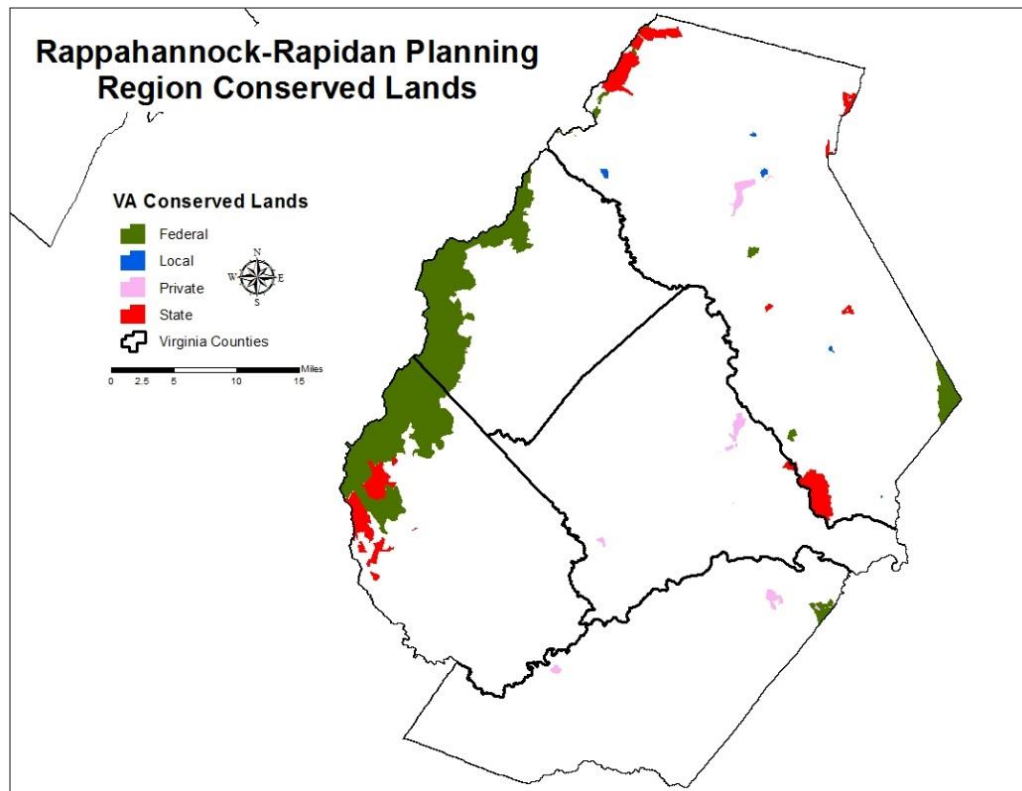 Rappahannock-Rapidan Planning
Region Conserved Lands
VA Conserved Lands
Federal
Local
Private
State
Virginia Counties
N
W E
S
Miles
0 2.5 5 10 15